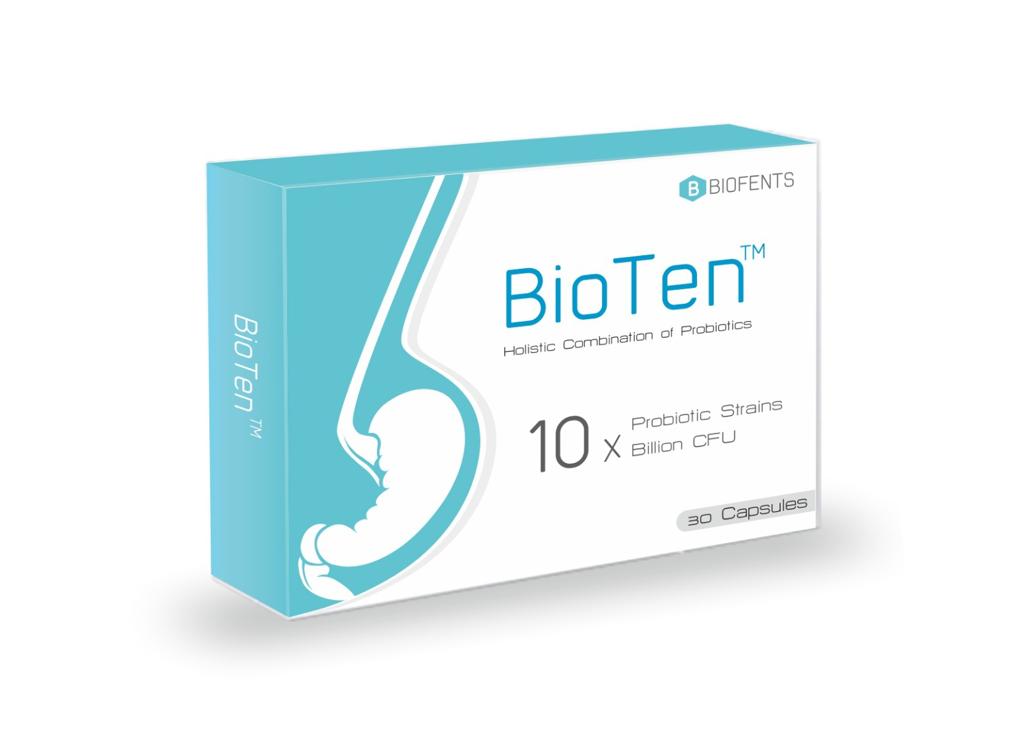 B BIOFENTS
BioTen™
Holistic Combination of Probiotics
10 x Probiotic Strains
Billion CFU
30 Capsules
BioTen™